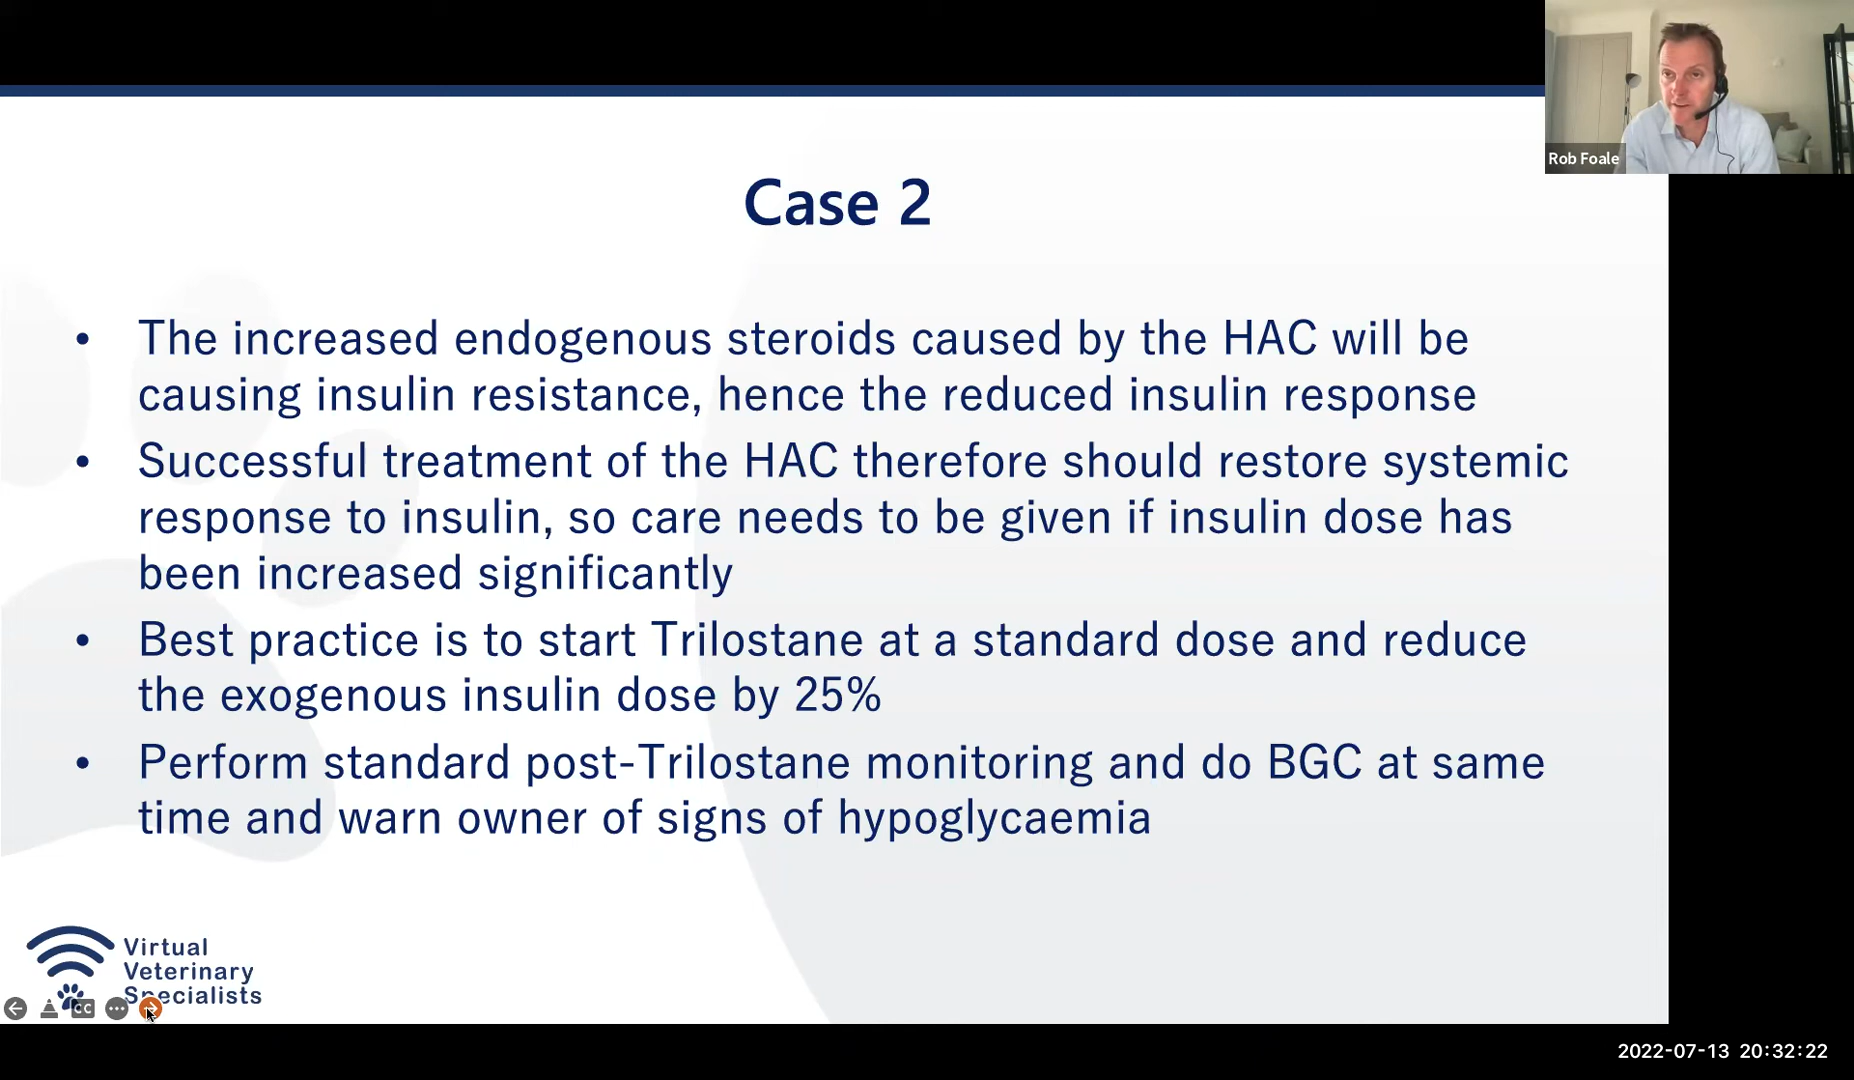 Rob Foale
Case 2
• The increased endogenous steroids caused by the HAC will be
causing insulin resistance, hence the reduced insulin response
• Successful treatment of the HAC therefore should restore systemic
response to insulin, so care needs to be given if insulin dose has
been increased significantly
• Best practice is to start Trilostane at a standard dose and reduce
the exogenous insulin dose by 25%
• Perform standard post-Trilostane monitoring and do BGC at same
time and warn owner of signs of hypoglycaemia
Virtual
Veterinary
Specialists
CC
2022-07-13 20:32:22